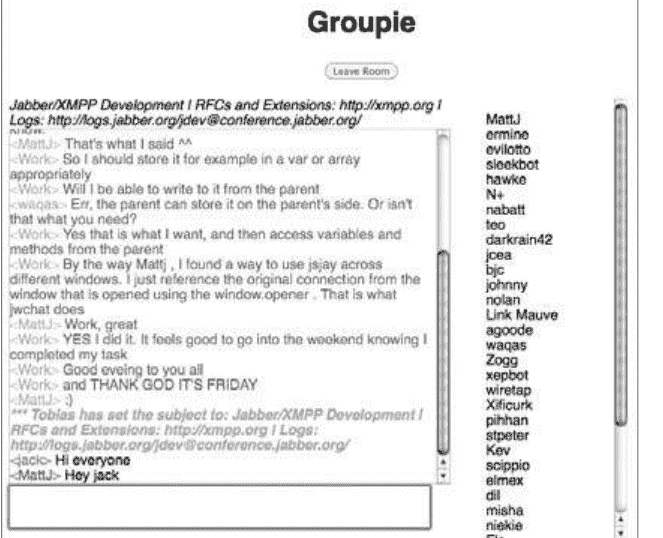 Groupie
Leave Room
Jabber/XMPP Development | RFCs and Extensions: http://xmpp.org |
Logs: http://logs.jabber.org/jdev@conference.jabber.org/
know.
<MattJ> That's what I said ^^
<Work> So I should store it for example in a var or array
appropriately
<Work> Will I be able to write to it from the parent
<waqas> Err, the parent can store it on the parent's side. Or isn't
that what you need?
<Work> Yes that is what I want, and then access variables and
methods from the parent
<Work> By the way Mattj , I found a way to use jsjay across
different windows. I just reference the original connection from the
window that is opened using the window.opener . That is what
jwchat does
<MattJ> Work, great
<Work> YES I did it. It feels good to go into the weekend knowing I
completed my task
<Work> Good eveing to you all
<Work> and THANK GOD IT'S FRIDAY
<MattJ> :)
*** Tobias has set the subject to: Jabber/XMPP Development |
RFCs and Extensions: http://xmpp.org | Logs:
http://logs.jabber.org/jdev@conference.jabber.org/
<jack> Hi everyone
<MattJ> Hey jack
MattJ
ermine
evilotto
sleekbot
hawke
N+
nabatt
teo
darkrain42
jcea
bjc
johnny
nolan
Link Mauve
agoode
waqas
Zogg
xepbot
wiretap
Xificurk
pihhan
stpeter
Kev
scippio
elmex
dil
misha
niekie